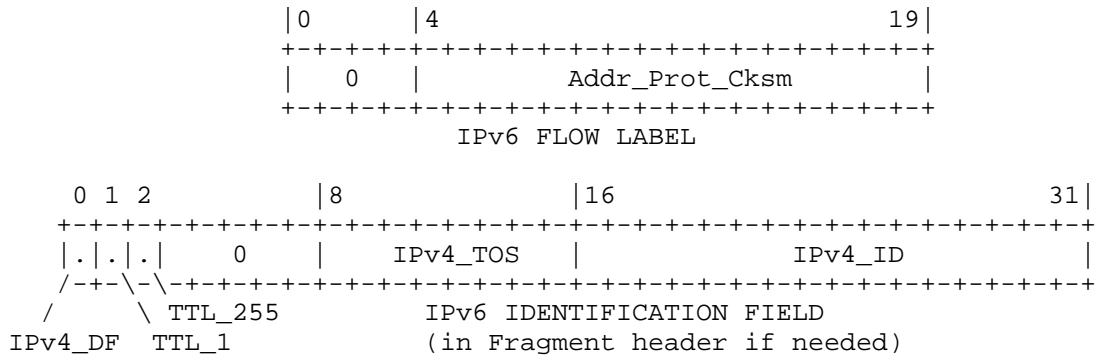 |0      |4                            19|
+-+-+-+-+-+-+-+-+-+-+-+-+-+-+-+-+-+-+-+-+
|   0   |         Addr_Prot_Cksm        |
+-+-+-+-+-+-+-+-+-+-+-+-+-+-+-+-+-+-+-+-+
IPv6 FLOW LABEL
0 1 2          |8              |16                           31|
+-+-+-+-+-+-+-+-+-+-+-+-+-+-+-+-+-+-+-+-+-+-+-+-+-+-+-+-+-+-+-+-+
|.|.|.|    0    |   IPv4_TOS    |            IPv4_ID            |
/-+-\-\-+-+-+-+-+-+-+-+-+-+-+-+-+-+-+-+-+-+-+-+-+-+-+-+-+-+-+-+-+
/     \ TTL_255         IPv6 IDENTIFICATION FIELD
IPv4_DF  TTL_1            (in Fragment header if needed)